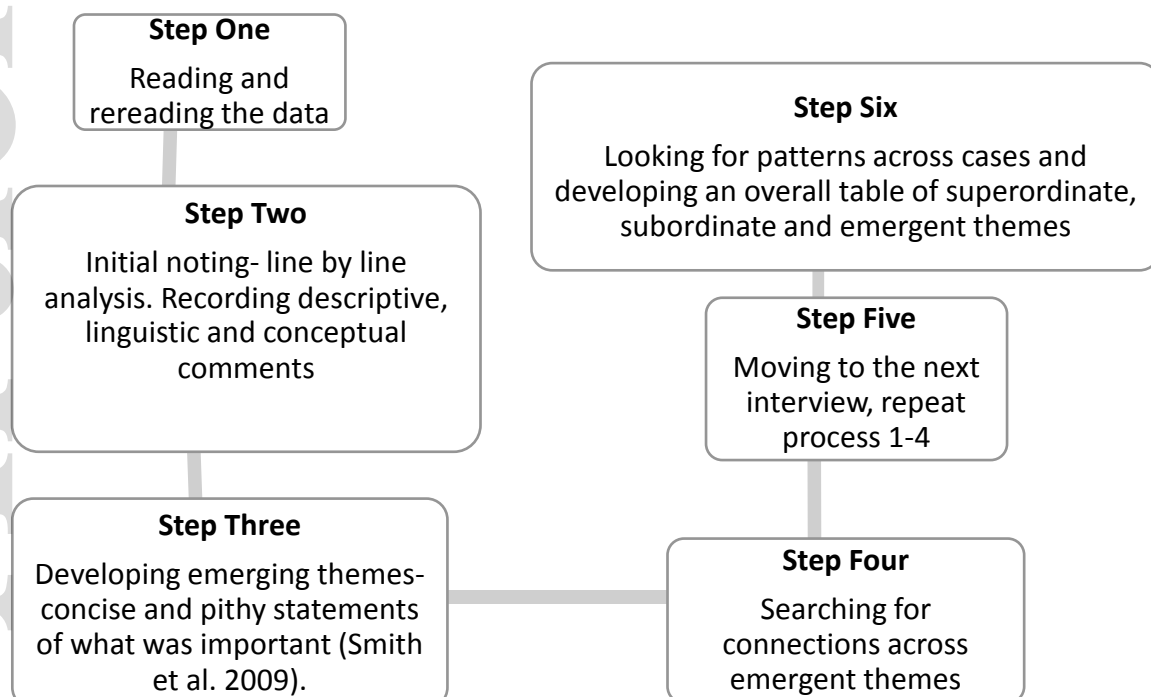 Step One
Reading and
rereading the data
Step Two
Initial noting- line by line
analysis. Recording descriptive,
linguistic and conceptual
comments
Step Three
Developing emerging themes-
concise and pithy statements
of what was important (Smith
et al. 2009).
Step Four
Searching for
connections across
emergent themes
Step Five
Moving to the next
interview, repeat
process 1-4
Step Six
Looking for patterns across cases and
developing an overall table of superordinate,
subordinate and emergent themes